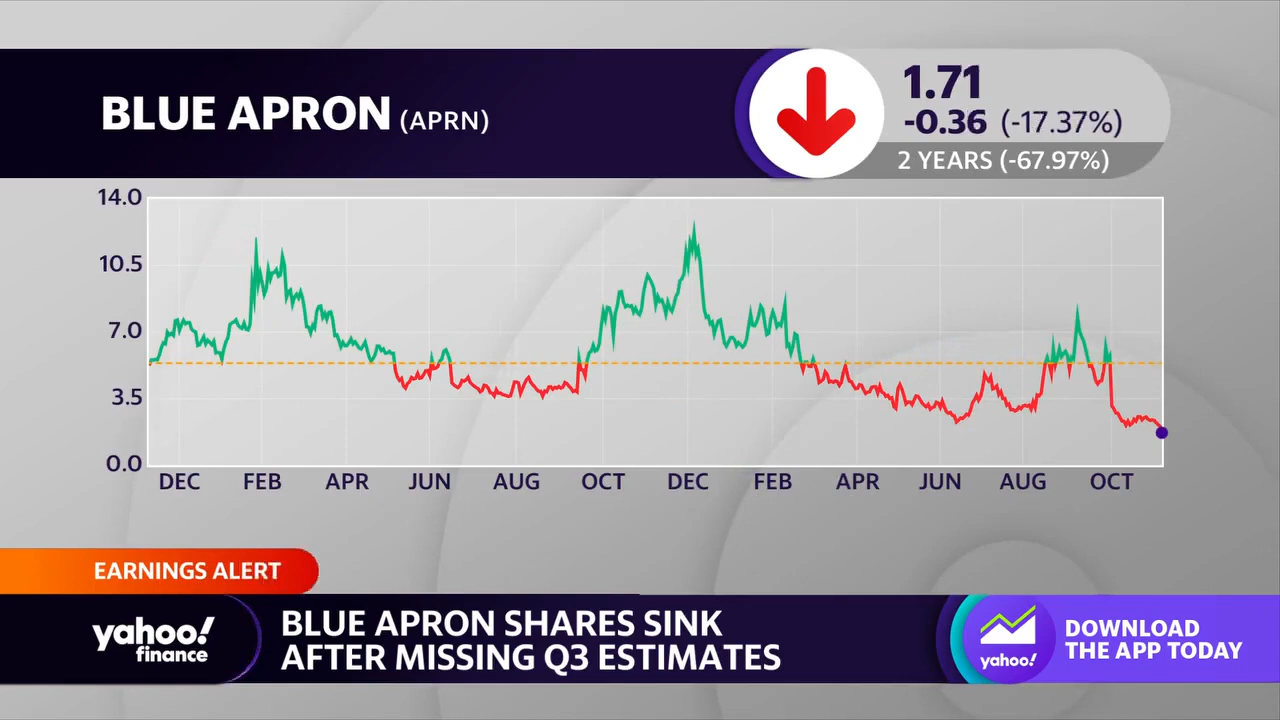 BLUE APRON (APRN)
1.71
-0.36 (-17.37%)
2 YEARS (-67.97%)
14.0
10.5
7.0
3.5
0.0
DEC FEB APR JUN AUG OCT DEC FEB APR JUN AUG OCT
EARNINGS ALERT
yahoo!
finance
BLUE APRON SHARES SINK
AFTER MISSING Q3 ESTIMATES
yahoo!
DOWNLOAD
THE APP TODAY